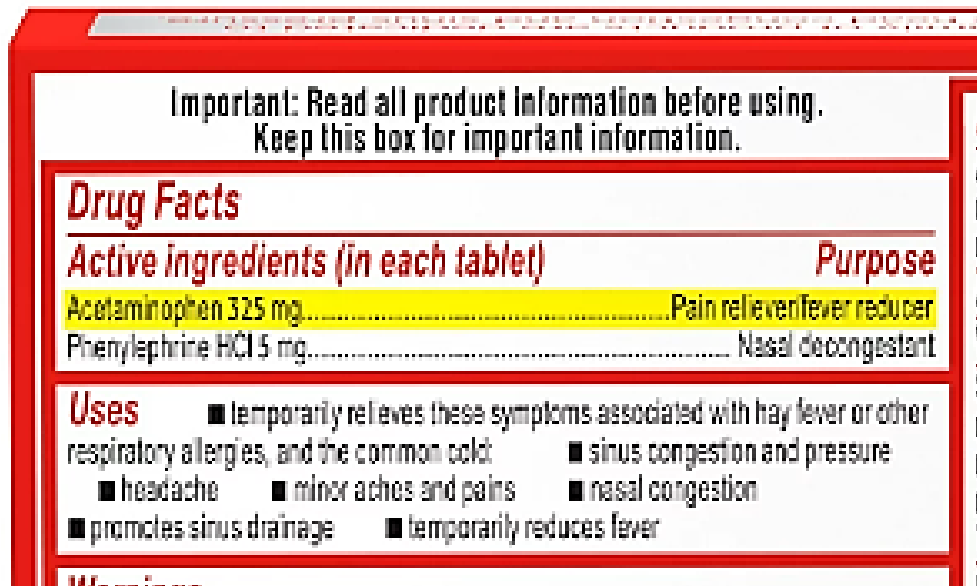 Important: Read all product information before using.
Keep this box for important information.
Drug Facts
Active ingredients (in each tablet) Purpose
Acetaminophen 325 mg..........Pain reliever/fever reducer
Phenylephrine HCl 5 mg.......... Nasal decongestant
Uses ■ temporarily relieves these symptoms associated with hay fever or other
respiratory allergies, and the common cold: ■ sinus congestion and pressure
■ headache ■ minor aches and pains ■ nasal congestion
■ promotes sinus drainage ■ temporarily reduces fever
Warnings